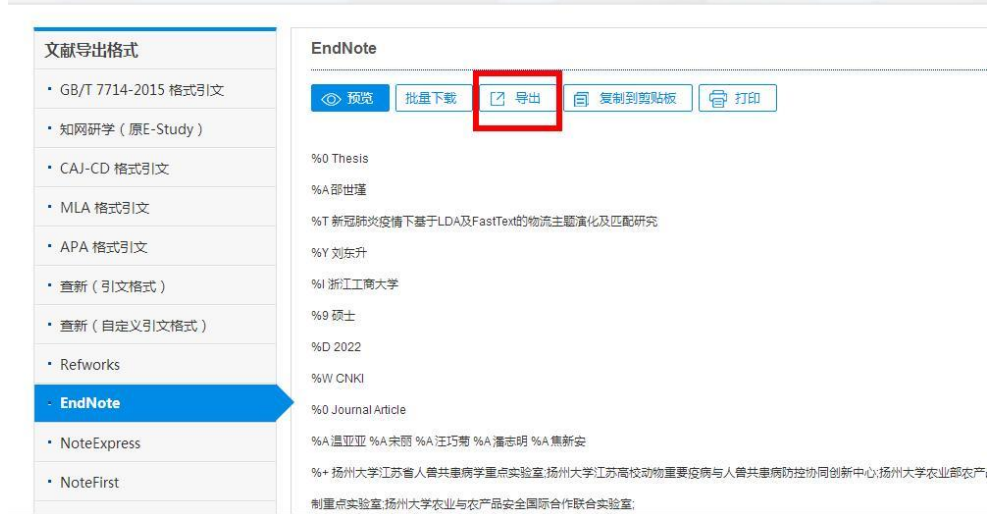 文献导出格式
GB/T 7714-2015 格式引文
知网研学（原E-Study）
CAJ-CD 格式引文
MLA 格式引文
APA 格式引文
查新（引文格式）
查新（自定义引文格式）
Refworks
EndNote
NoteExpress
NoteFirst
EndNote
预览 批量下载 导出 复制到剪贴板 打印
%0 Thesis
%A 邵世瑾
%T 新冠肺炎疫情下基于LDA及FastText的物流主题演化及匹配研究
%Y 刘东升
%I 浙江工商大学
%9 硕士
%D 2022
%W CNKI
%0 Journal Article
%A 温亚亚 %A 宋丽 %A 汪巧菊 %A 潘志明 %A 焦新安
%+ 扬州大学江苏省人兽共患病学重点实验室;扬州大学江苏高校动物重要疫病与人兽共患病防控协同创新中心;扬州大学农业部农产
制重点实验室;扬州大学农业与农产品安全国际合作联合实验室;